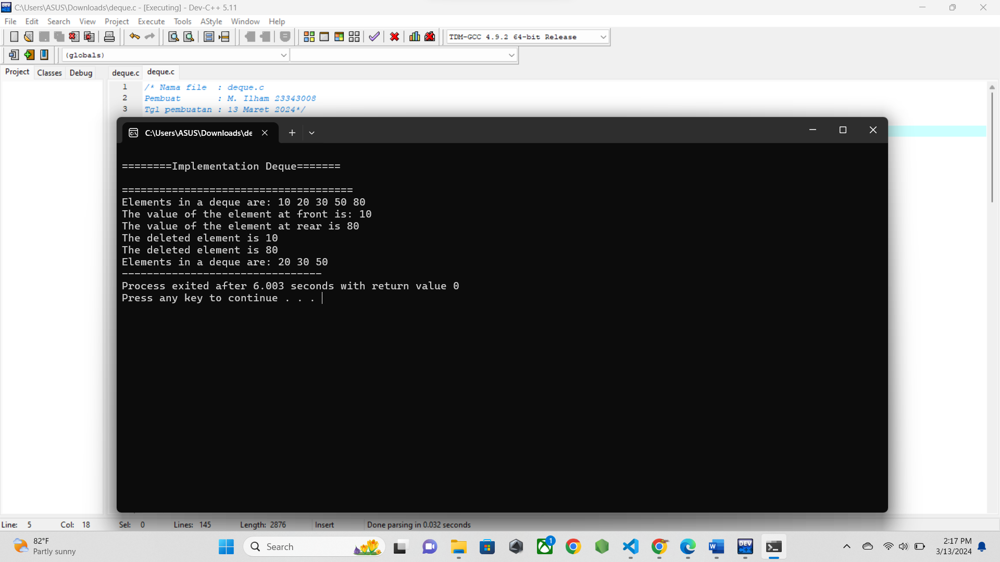 C:\Users\ASUS\Downloads\deque.c - [Executing] - Dev-C++ 5.11
File Edit Search View Project Execute Tools AStyle Window Help
TDM-GCC 4.9.2 64-bit Release
(globals)
Project Classes Debug deque.c deque.c
1 /* Nama file : deque.c
2 Pembuat : M. Ilham 23343008
3 Tgl pembuatan : 13 Maret 2024*/
C:\Users\ASUS\Downloads\de
========Implementation Deque=======
=====================================
Elements in a deque are: 10 20 30 50 80
The value of the element at front is: 10
The value of the element at rear is 80
The deleted element is 10
The deleted element is 80
Elements in a deque are: 20 30 50
--------------------------------
Process exited after 6.003 seconds with return value 0
Press any key to continue . . .
Line: 5 Col: 18 Sel: 0 Lines: 145 Length: 2876 Insert Done parsing in 0.032 seconds
82°F
Partly sunny
Search
1
DEV
C++
2:17 PM
3/13/2024